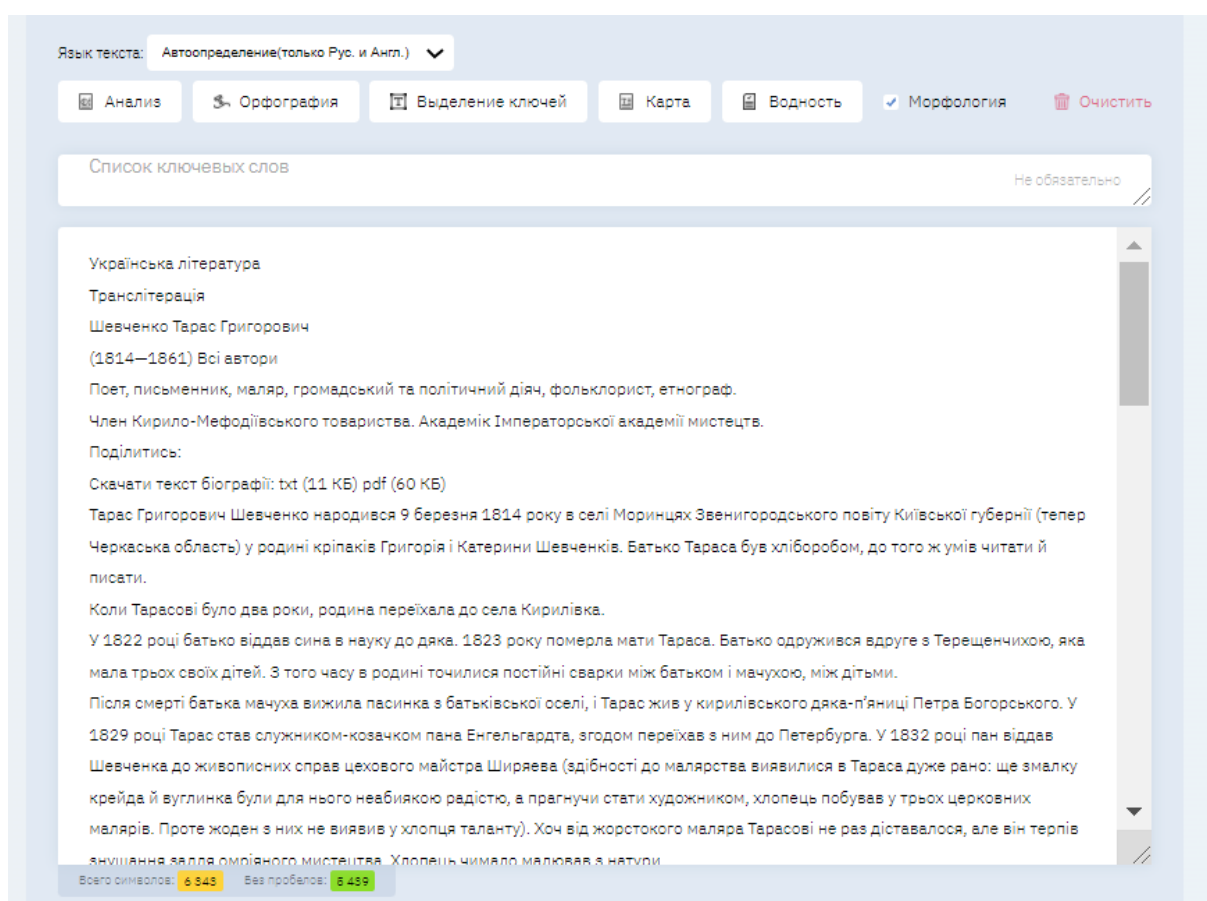 Язык текста: Автоопределение(только Рус. и Англ.)
Анализ Орфография Выделение ключей Карта Водность Морфология Очистить
Список ключевых слов
Не обязательно
Українська література
Транслітерація
Шевченко Тарас Григорович
(1814—1861) Всі автори
Поет, письменник, маляр, громадський та політичний діяч, фольклорист, етнограф.
Член Кирило-Мефодіївського товариства. Академік Імператорської академії мистецтв.
Поділитись:
Скачати текст біографії: txt (11 КБ) pdf (60 КБ)
Тарас Григорович Шевченко народився 9 березня 1814 року в селі Моринцях Звенигородського повіту Київської губернії (тепер
Черкаська область) у родині кріпаків Григорія і Катерини Шевченків. Батько Тараса був хліборобом, до того ж умів читати й
писати.
Коли Тарасові було два роки, родина переїхала до села Кирилівка.
У 1822 році батько віддав сина в науку до дяка. 1823 року померла мати Тараса. Батько одружився вдруге з Терещенчихою, яка
мала трьох своїх дітей. З того часу в родині точилися постійні сварки між батьком і мачухою, між дітьми.
Після смерті батька мачуха вижила пасинка з батьківської оселі, і Тарас жив у кирилівського дяка-п’яниці Петра Богорського. У
1829 році Тарас став служником-козачком пана Енгельгардта, згодом переїхав з ним до Петербурга. У 1832 році пан віддав
Шевченка до живописних справ цехового майстра Ширяева (здібності до малярства виявилися в Тараса дуже рано: ще змалку
крейда й вуглинка були для нього неабиякою радістю, а прагнучи стати художником, хлопець побував у трьох церковних
малярів. Проте жоден з них не виявив у хлопця таланту). Хоч від жорстокого маляра Тарасові не раз діставалося, але він терпів
знущання задля омріяного мистецтва. Хлопець чимало малював з натури
Всего символов: 6 343 Без пробелов: 5 439